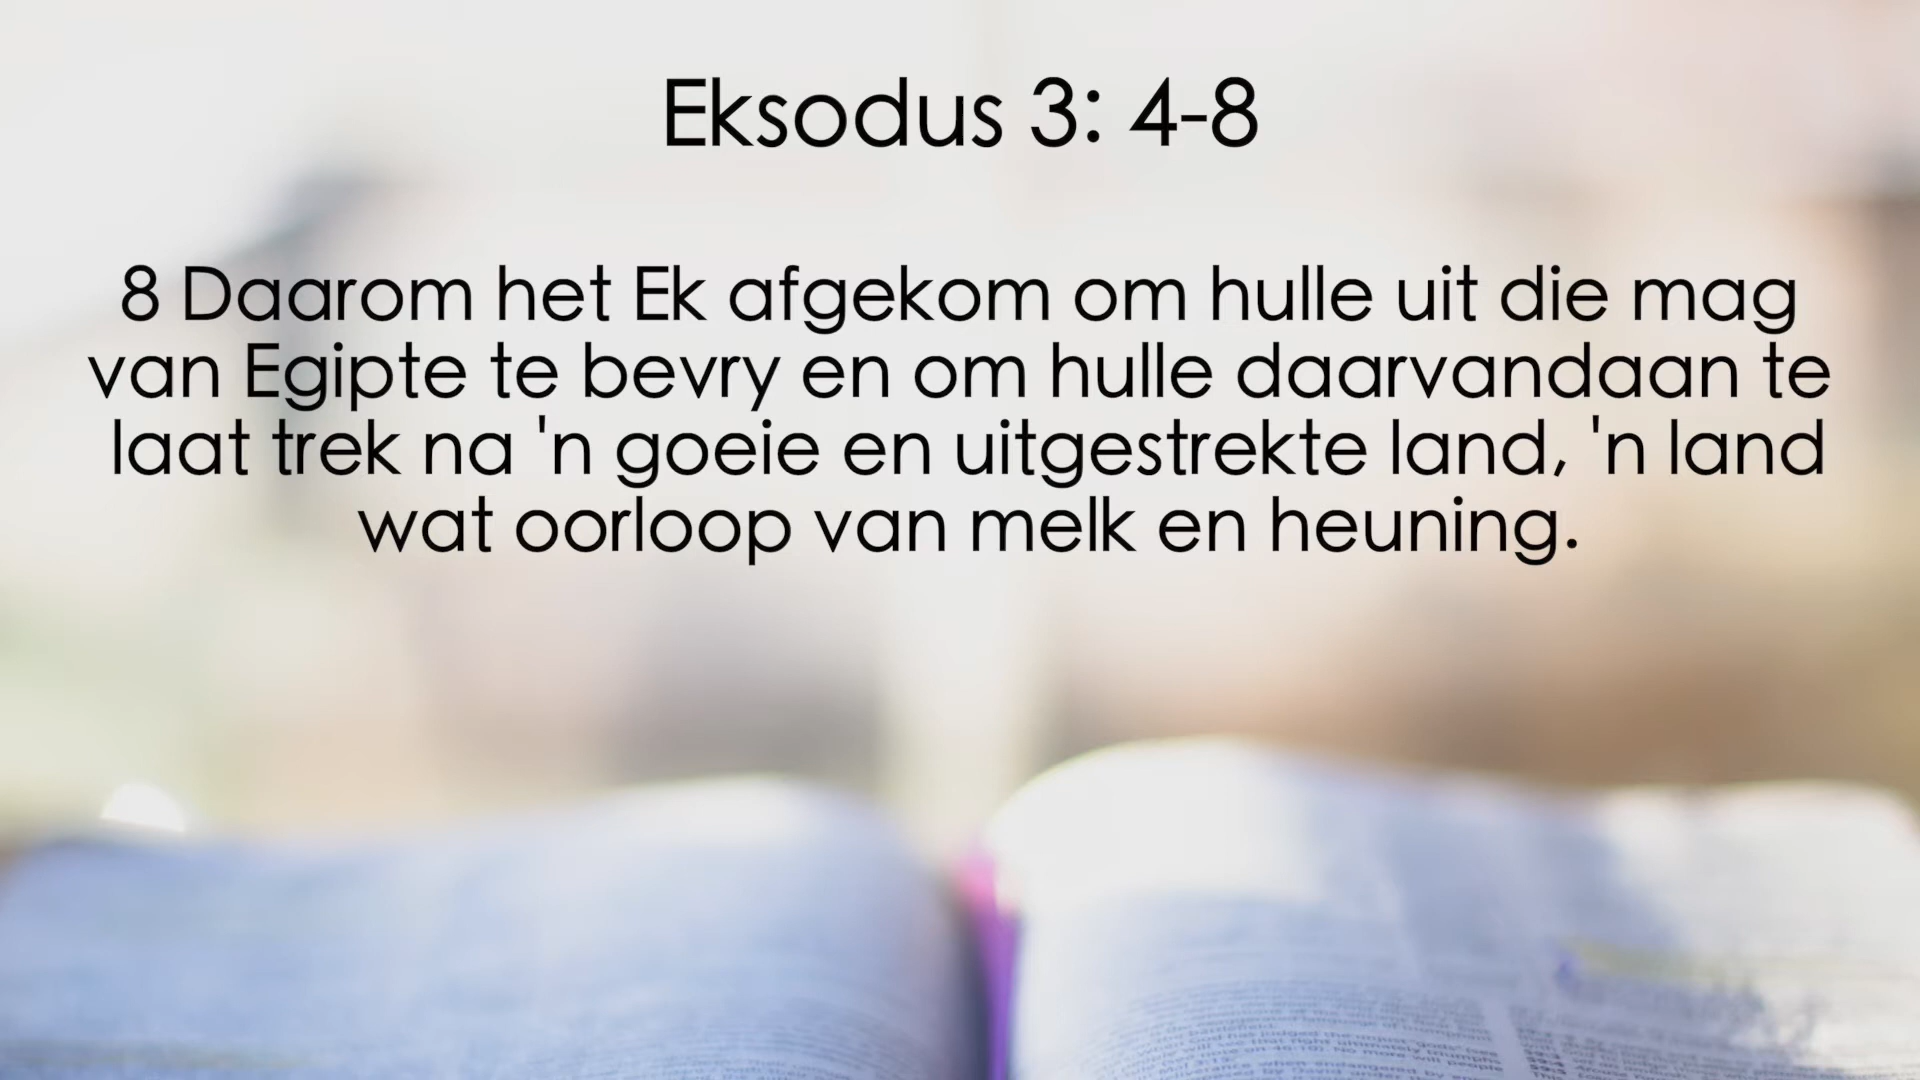 Eksodus 3: 4-8
8 Daarom het Ek afgekom om hulle uit die mag
van Egipte te bevry en om hulle daarvandaan te
laat trek na 'n goeie en uitgestrekte land, 'n land
wat oorloop van melk en heuning.